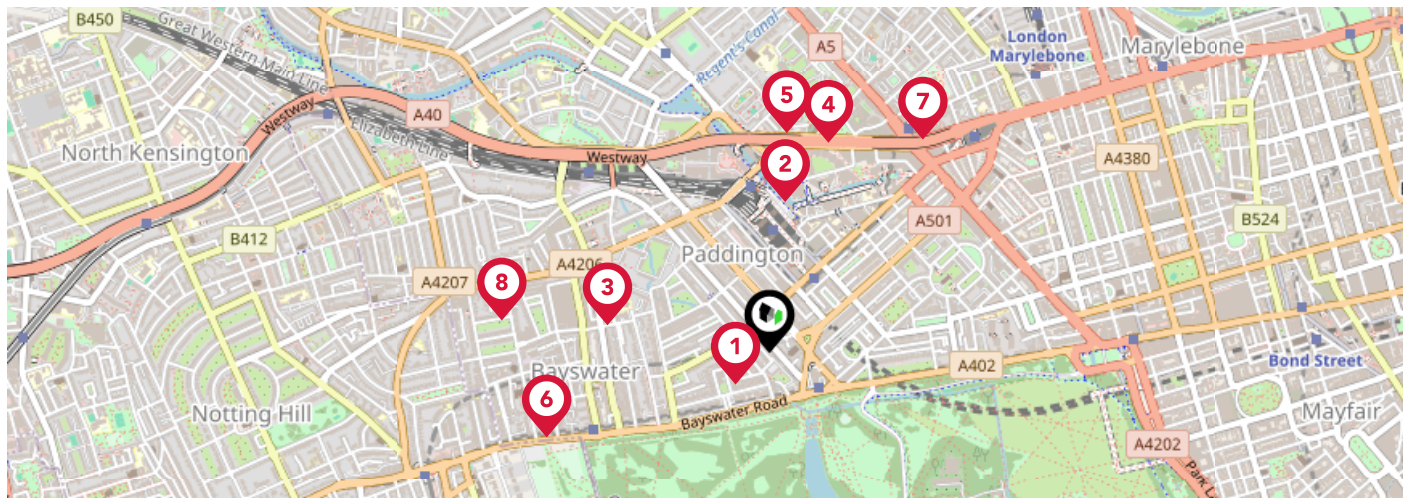 B450
Great Western Main Line
Regent's Canal
A5
London
Marylebone
Marylebone
5
4
7
A40
Westway
Elizabeth Line
Westway
North Kensington
2
A4380
A501
B524
B412
Paddington
A4206
A4207
8
3
1
Bayswater
A402
Bond Street
6
Bayswater Road
Notting Hill
Mayfair
A4202